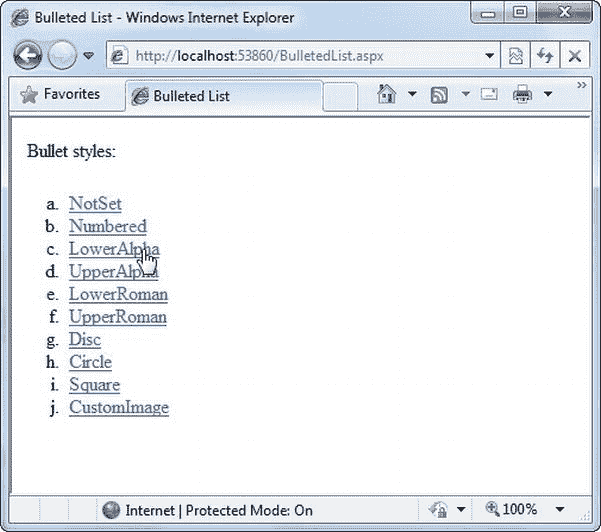 Bulleted List - Windows Internet Explorer
http://localhost:53860/BulletedList.aspx
Favorites
Bulleted List
»
Bullet styles:
a. NotSet
b. Numbered
c. LowerAlpha
d. UpperAlpha
e. LowerRoman
f. UpperRoman
g. Disc
h. Circle
i. Square
j. CustomImage
Internet | Protected Mode: On
100%